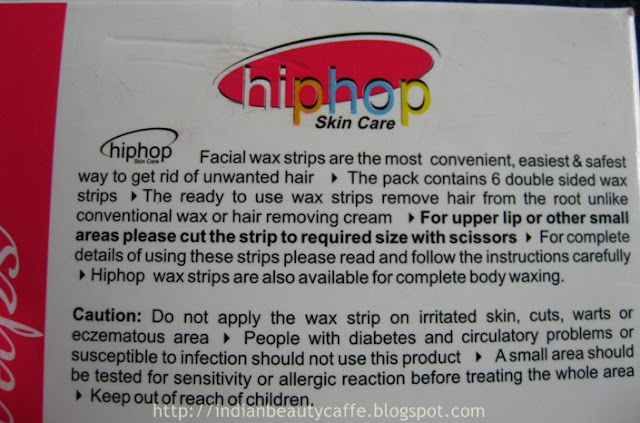 hiphop
Skin Care
hiphop
Skin Care
Facial wax strips are the most convenient, easiest & safest
way to get rid of unwanted hair ▸ The pack contains 6 double sided wax
strips ▸ The ready to use wax strips remove hair from the root unlike
conventional wax or hair removing cream ▸ For upper lip or other small
areas please cut the strip to required size with scissors ▸ For complete
details of using these strips please read and follow the instructions carefully
▸ Hiphop wax strips are also available for complete body waxing.
Caution: Do not apply the wax strip on irritated skin, cuts, warts or
eczematous area ▸ People with diabetes and circulatory problems or
susceptible to infection should not use this product ▸ A small area should
be tested for sensitivity or allergic reaction before treating the whole area
▸ Keep out of reach of children.
http://indianbeautycaffe.blogspot.com